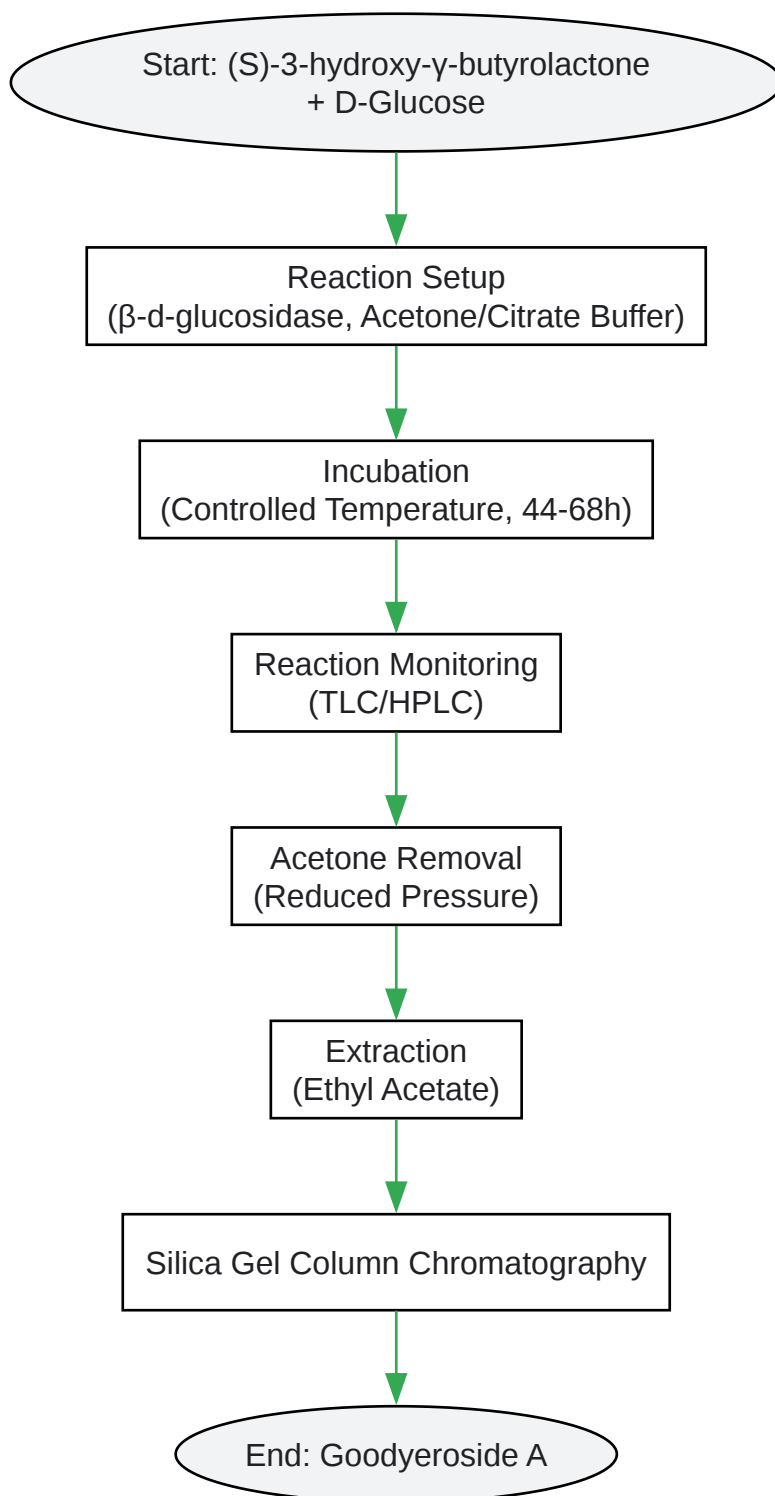 Start: (S)-3-hydroxy-γ-butyrolactone
+ D-Glucose
Reaction Setup
(β-d-glucosidase, Acetone/Citrate Buffer)
Incubation
(Controlled Temperature, 44-68h)
Reaction Monitoring
(TLC/HPLC)
Acetone Removal
(Reduced Pressure)
Extraction
(Ethyl Acetate)
Silica Gel Column Chromatography
End: Goodyeroside A